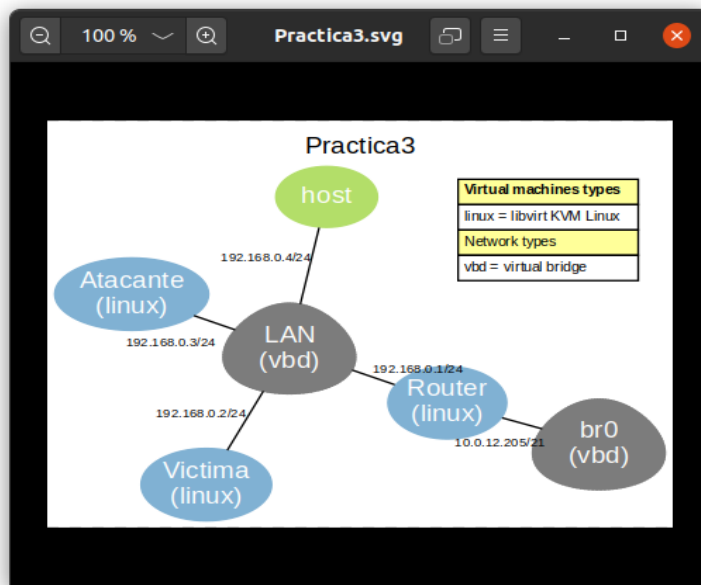 100 %
Practica3.svg
Practica3
host
Virtual machines types
linux = libvirt KVM Linux
Network types
vbd = virtual bridge
192.168.0.4/24
Atacante
(linux)
192.168.0.3/24
LAN
(vbd)
192.168.0.1/24
Router
(linux)
192.168.0.2/24
10.0.12.205/21
br0
(vbd)
Victima
(linux)